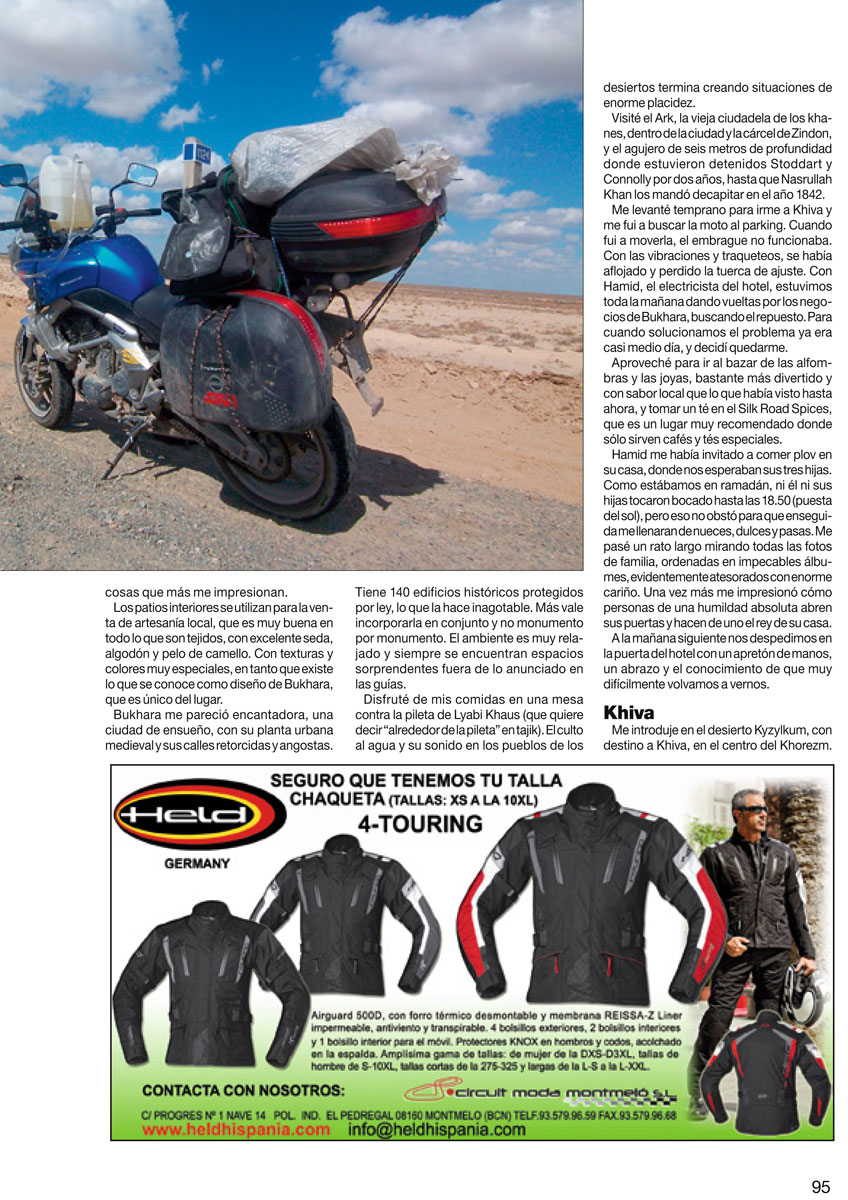 1124
cosas que más me impresionan.
Los patios interiores se utilizan para la ven-
ta de artesanía local, que es muy buena en
todo lo que son tejidos, con excelente seda,
algodón y pelo de camello. Con texturas y
colores muy especiales, en tanto que existe
lo que se conoce como diseño de Bukhara,
que es único del lugar.
Bukhara me pareció encantadora, una
ciudad de ensueño, con su planta urbana
medieval y sus calles retorcidas y angostas.
Tiene 140 edificios históricos protegidos
por ley, lo que la hace inagotable. Más vale
incorporarla en conjunto y no monumento
por monumento. El ambiente es muy rela-
jado y siempre se encuentran espacios
sorprendentes fuera de lo anunciado en
las guías.
Disfruté de mis comidas en una mesa
contra la pileta de Lyabi Khaus (que quiere
decir “alrededor de la pileta” en tajik). El culto
al agua y su sonido en los pueblos de los
desiertos termina creando situaciones de
enorme placidez.
Visité el Ark, la vieja ciudadela de los kha-
nes, dentro de la ciudad y la cárcel de Zindon,
y el agujero de seis metros de profundidad
donde estuvieron detenidos Stoddart y
Connolly por dos años, hasta que Nasrullah
Khan los mandó decapitar en el año 1842.
Me levanté temprano para irme a Khiva y
me fui a buscar la moto al parking. Cuando
fui a moverla, el embrague no funcionaba.
Con las vibraciones y traqueteos, se había
aflojado y perdido la tuerca de ajuste. Con
Hamid, el electricista del hotel, estuvimos
toda la mañana dando vueltas por los nego-
cios de Bukhara, buscando el repuesto. Para
cuando solucionamos el problema ya era
casi medio día, y decidí quedarme.
Aproveché para ir al bazar de las alfom-
bras y las joyas, bastante más divertido y
con sabor local que lo que había visto hasta
ahora, y tomar un té en el Silk Road Spices,
que es un lugar muy recomendado donde
sólo sirven cafés y tés especiales.
Hamid me había invitado a comer plov en
su casa, donde nos esperaban sus tres hijas.
Como estábamos en ramadán, ni él ni sus
hijas tocaron bocado hasta las 18.50 (puesta
del sol), pero eso no obstó para que ensegui-
da me llenaran de nueces, dulces y pasas. Me
pasé un rato largo mirando todas las fotos
de familia, ordenadas en impecables álbu-
mes, evidentemente atesorados con enorme
cariño. Una vez más me impresionó cómo
personas de una humildad absoluta abren
sus puertas y hacen de uno el rey de su casa.
A la mañana siguiente nos despedimos en
la puerta del hotel con un apretón de manos,
un abrazo y el conocimiento de que muy
difícilmente volvamos a vernos.
Khiva
Me introduje en el desierto Kyzylkum, con
destino a Khiva, en el centro del Khorezm.
SEGURO QUE TENEMOS TU TALLA
CHAQUETA (TALLAS: XS A LA 10XL)
4-TOURING
Held
GERMANY
Airguard 500D, con forro térmico desmontable y membrana REISSA-Z Liner
impermeable, antiviento y transpirable. 4 bolsillos exteriores, 2 bolsillos interiores
y 1 bolsillo interior para el móvil. Protectores KNOX en hombros y codos, acolchado
en la espalda. Amplísima gama de tallas: de mujer de la DXS-D3XL, tallas de
hombre de S-10XL, tallas cortas de la 275-325 y largas de la L-S a la L-XXL.
CONTACTA CON NOSOTROS:
circuit moda montmeló s.l.
C/ PROGRES Nº 1 NAVE 14 POL. IND. EL PEDREGAL 08160 MONTMELO (BCN) TELF.93.579.96.59 FAX.93.579.96.68
www.heldhispania.com info@heldhispania.com
95